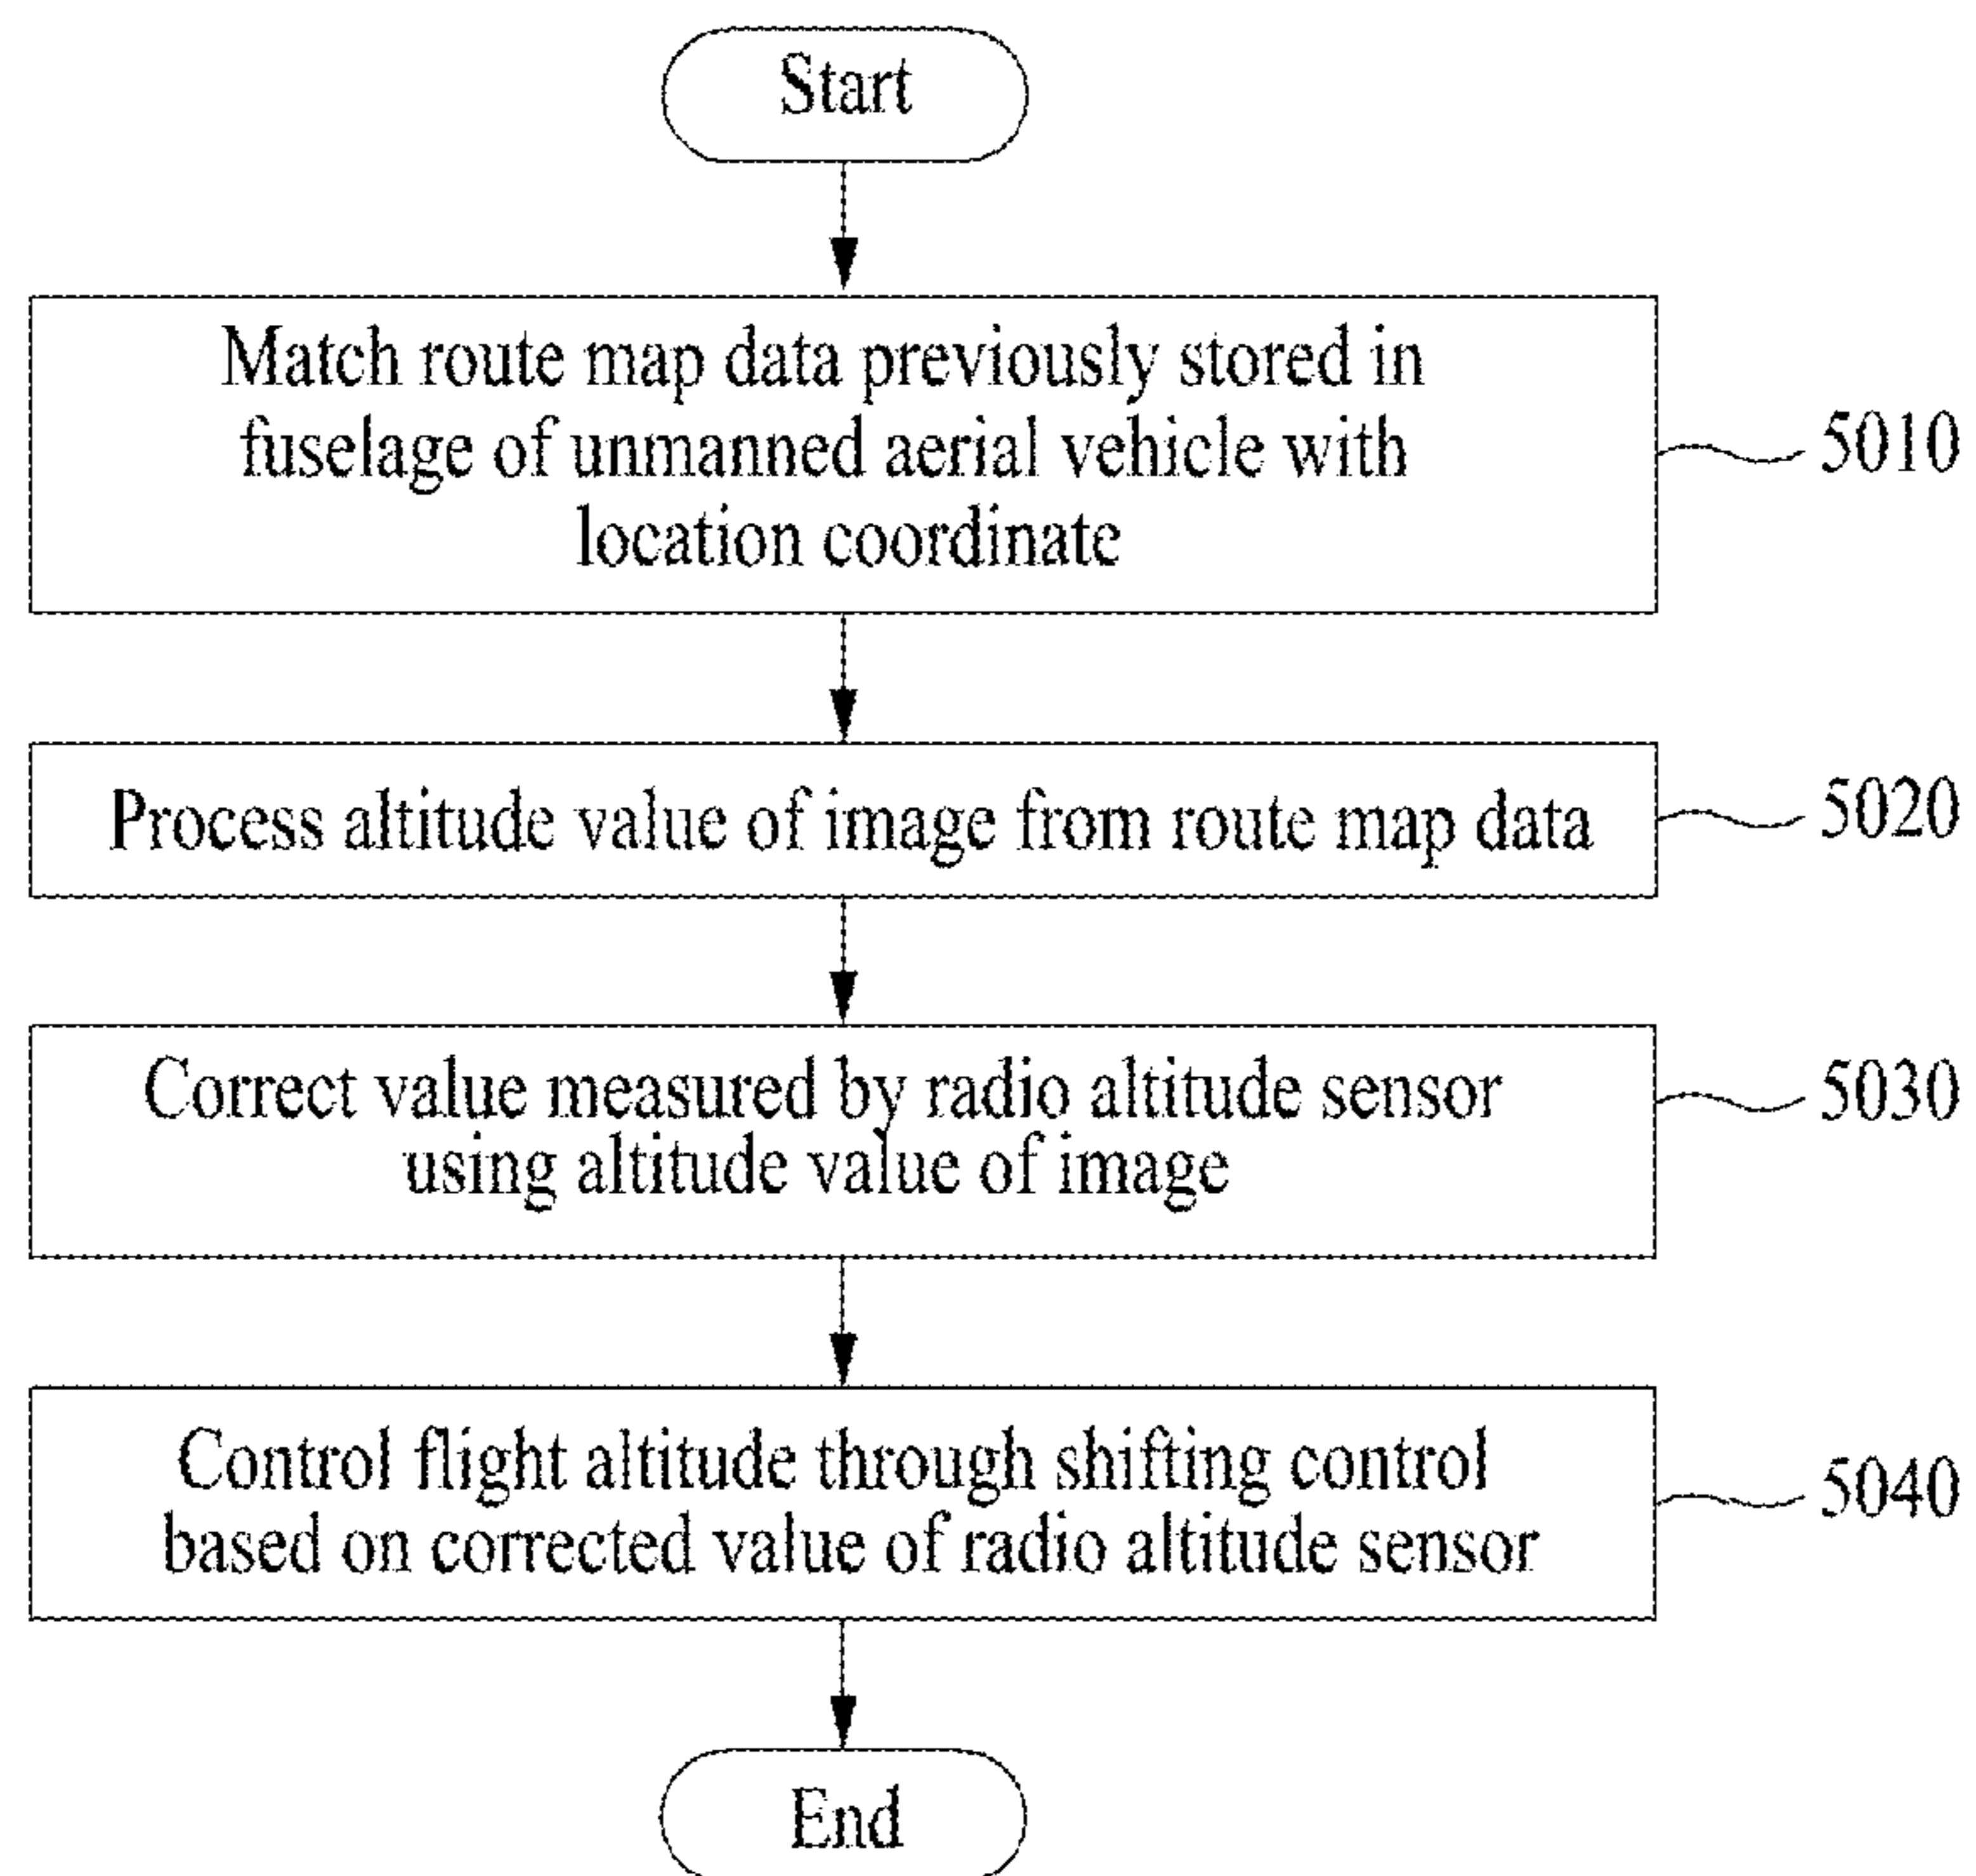 Start
Match route map data previously stored in
fuselage of unmanned aerial vehicle with
location coordinate
5010
Process altitude value of image from route map data
5020
Correct value measured by radio altitude sensor
using altitude value of image
5030
Control flight altitude through shifting control
based on corrected value of radio altitude sensor
5040
End